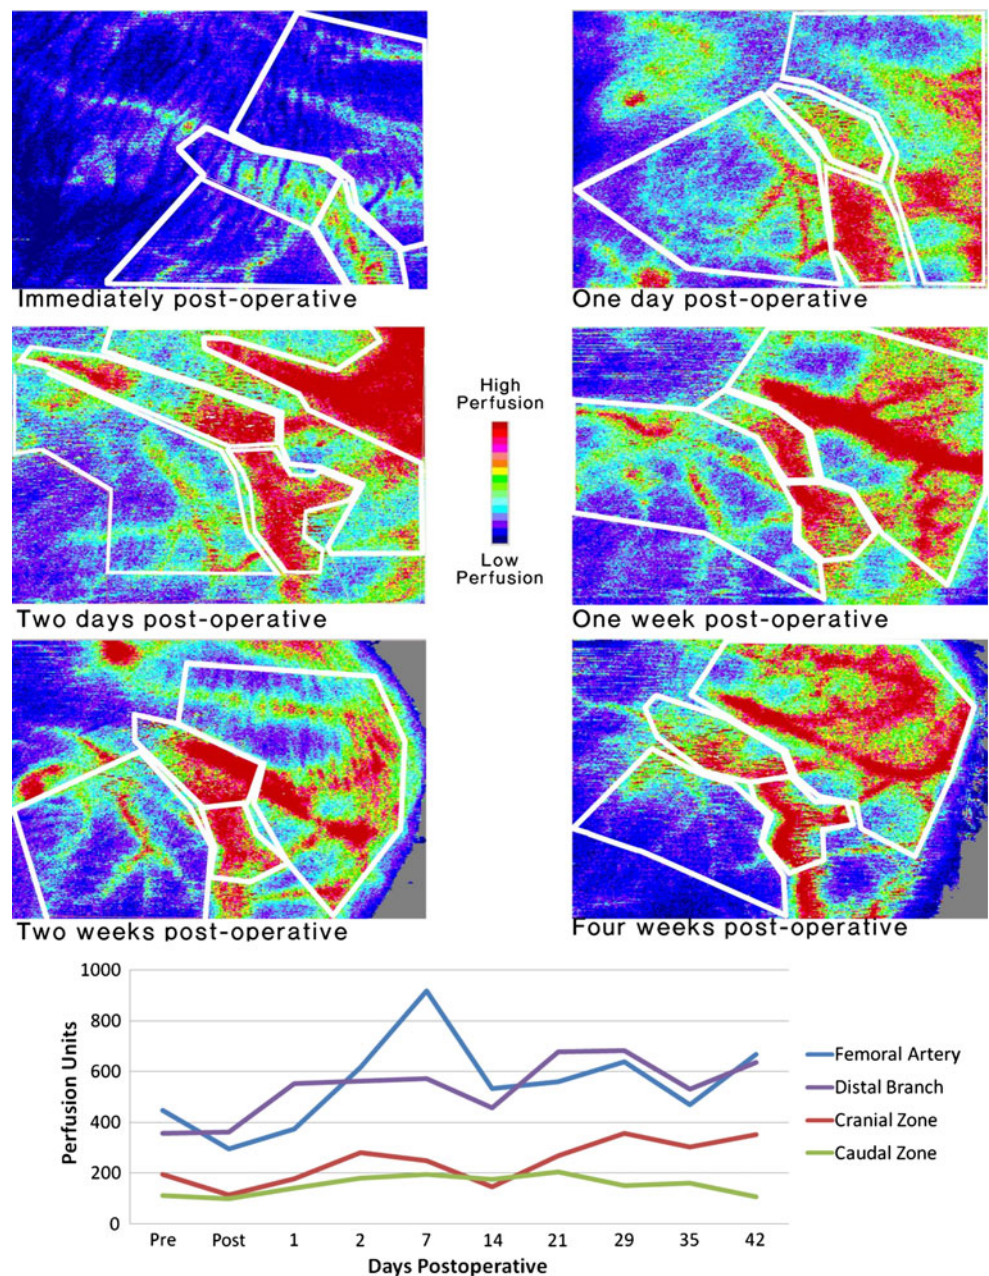 Immediately post-operative
One day post-operative
High
Perfusion
Low
Perfusion
Two days post-operative
One week post-operative
Two weeks post-operative
Four weeks post-operative
1000
800
600
400
200
0
Perfusion Units
Pre Post 1 2 7 14 21 29 35 42
Days Postoperative
Femoral Artery
Distal Branch
Cranial Zone
Caudal Zone